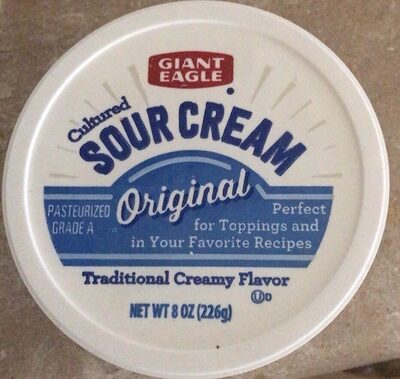 GIANT
EAGLE
Cultured
SOUR CREAM
Original
PASTEURIZED
GRADE A
Perfect
for Toppings and
in Your Favorite Recipes
Traditional Creamy Flavor
U D
NET WT 8 OZ (226g)